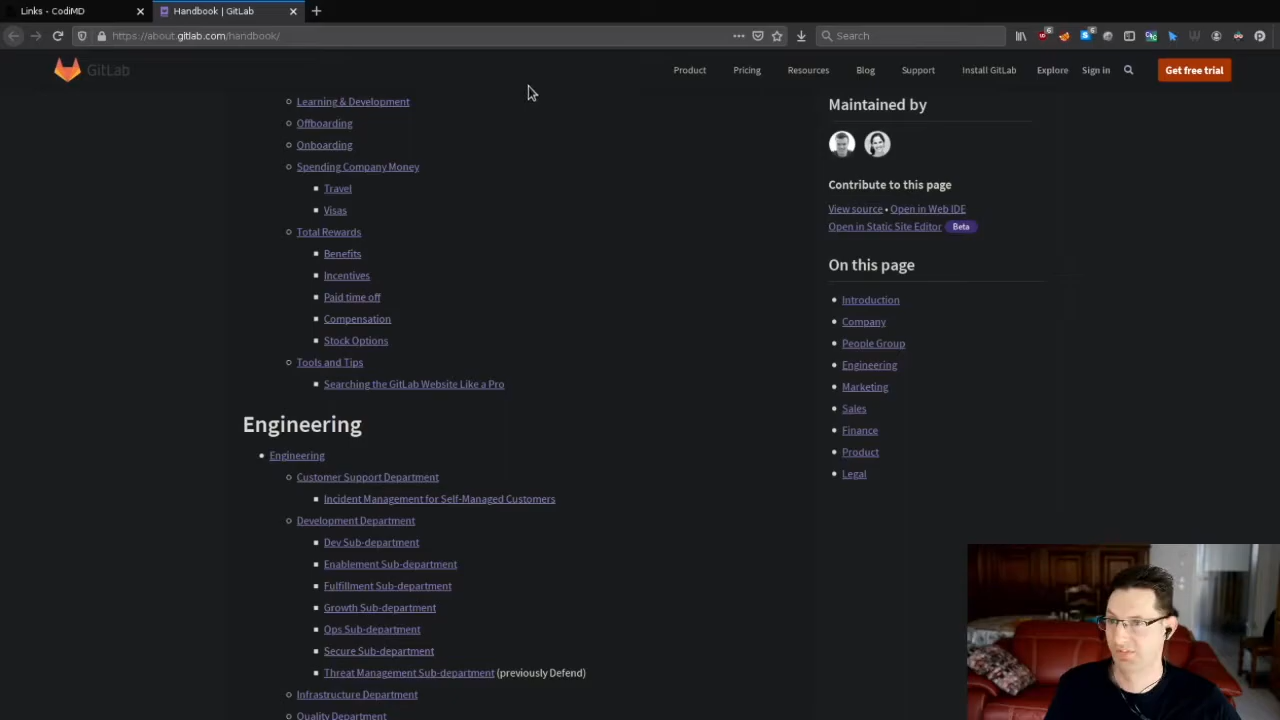 Links - CodiMD
Handbook | GitLab
https://about.gitlab.com/handbook/
Search
GitLab
Product
Pricing
Resources
Blog
Support
Install GitLab
Explore
Sign in
Get free trial
Learning & Development
Offboarding
Onboarding
Spending Company Money
Travel
Visas
Total Rewards
Benefits
Incentives
Paid time off
Compensation
Stock Options
Tools and Tips
Searching the GitLab Website Like a Pro
Engineering
Engineering
Customer Support Department
Incident Management for Self-Managed Customers
Development Department
Dev Sub-department
Enablement Sub-department
Fulfillment Sub-department
Growth Sub-department
Ops Sub-department
Secure Sub-department
Threat Management Sub-department (previously Defend)
Infrastructure Department
Quality Department
Maintained by
Contribute to this page
View source • Open in Web IDE
Open in Static Site Editor Beta
On this page
Introduction
Company
People Group
Engineering
Marketing
Sales
Finance
Product
Legal